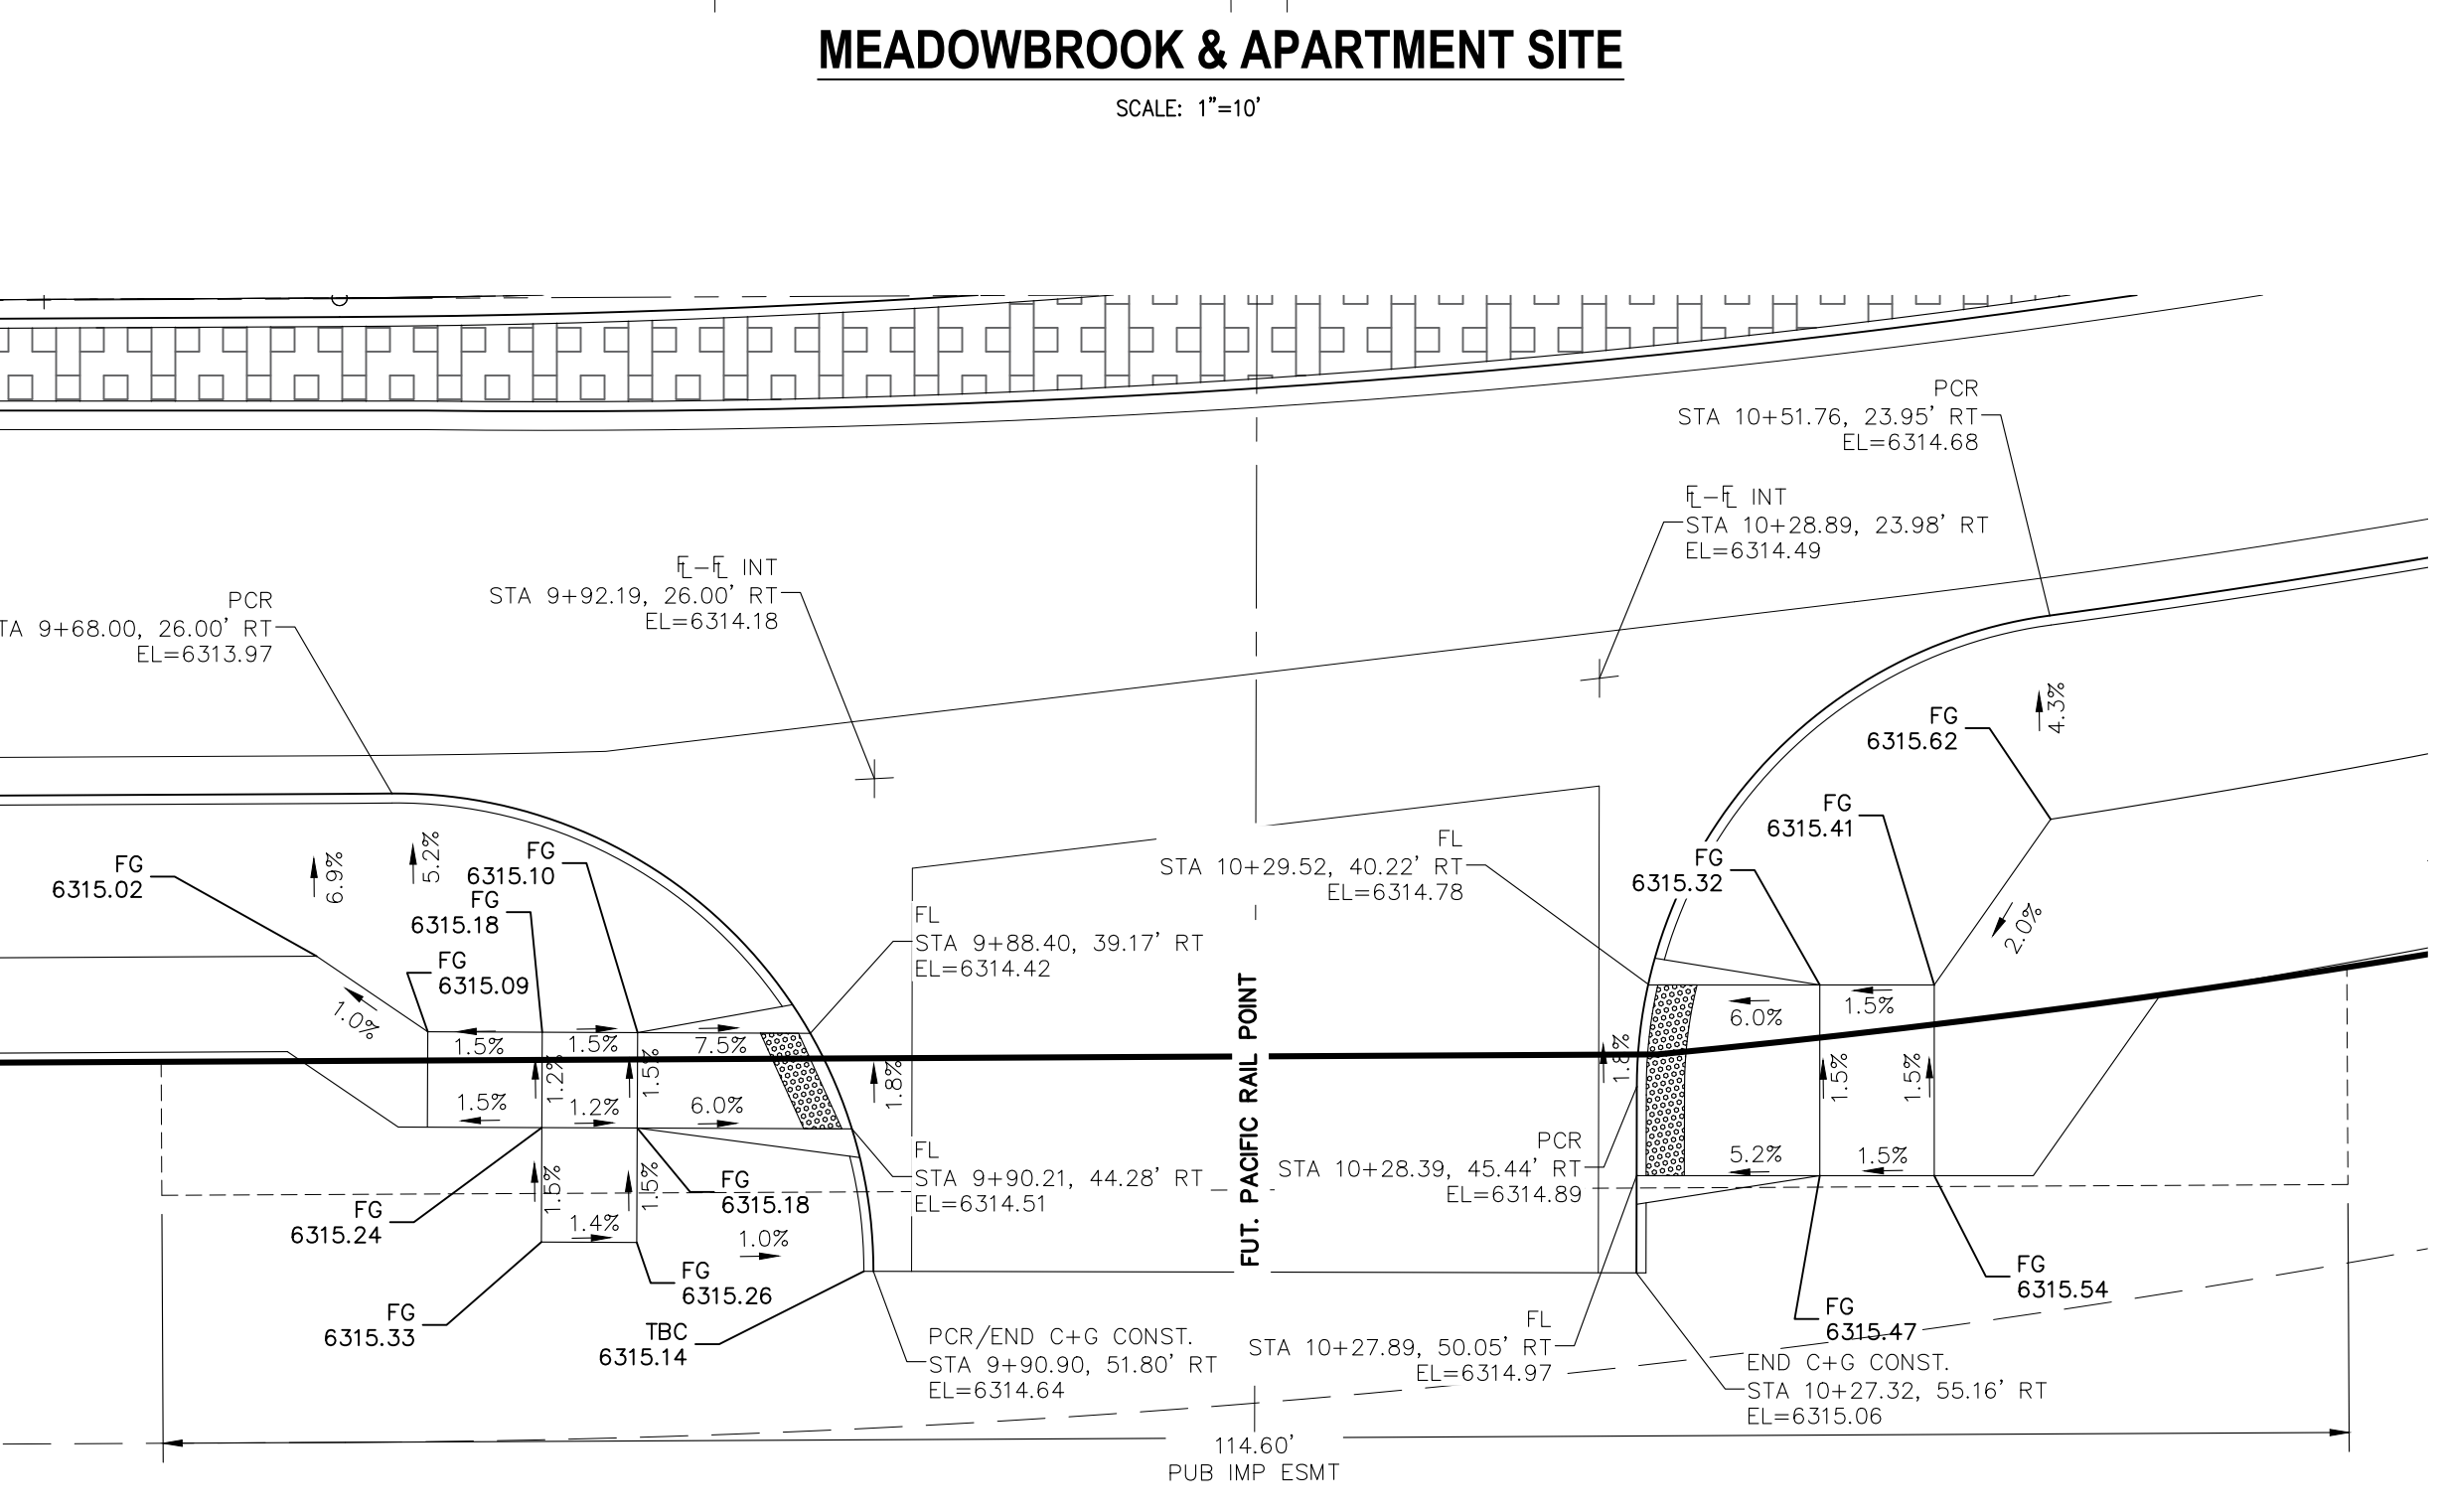 MEADOWBROOK & APARTMENT SITE
SCALE: 1"=10'
PCR
STA 10+51.76, 23.95' RT
EL=6314.68
FL-FL INT
STA 10+28.89, 23.98' RT
EL=6314.49
FL-FL INT
STA 9+92.19, 26.00' RT
EL=6314.18
PCR
TA 9+68.00, 26.00' RT
EL=6313.97
4.3%
FG
6315.62
FG
6315.41
FG
6315.32
FL
STA 10+29.52, 40.22' RT
EL=6314.78
6.9%
5.2%
FG
6315.02
FG
6315.10
FG
6315.18
FG
6315.09
FL
STA 9+88.40, 39.17' RT
EL=6314.42
2.0%
1.0%
1.5%
1.5%
7.5%
6.0%
1.5%
1.2%
1.5%
1.8%
1.8%
1.5%
1.5%
1.5%
1.2%
6.0%
FUT. PACIFIC RAIL POINT
5.2%
1.5%
PCR
STA 10+28.39, 45.44' RT
EL=6314.89
FL
STA 9+90.21, 44.28' RT
EL=6314.51
1.5%
1.5%
FG
6315.18
FG
6315.24
1.4%
1.0%
FG
6315.26
FG
6315.33
TBC
6315.14
PCR/END C+G CONST.
STA 9+90.90, 51.80' RT
EL=6314.64
FL
STA 10+27.89, 50.05' RT
EL=6314.97
FG
6315.54
FG
6315.47
END C+G CONST.
STA 10+27.32, 55.16' RT
EL=6315.06
114.60'
PUB IMP ESMT